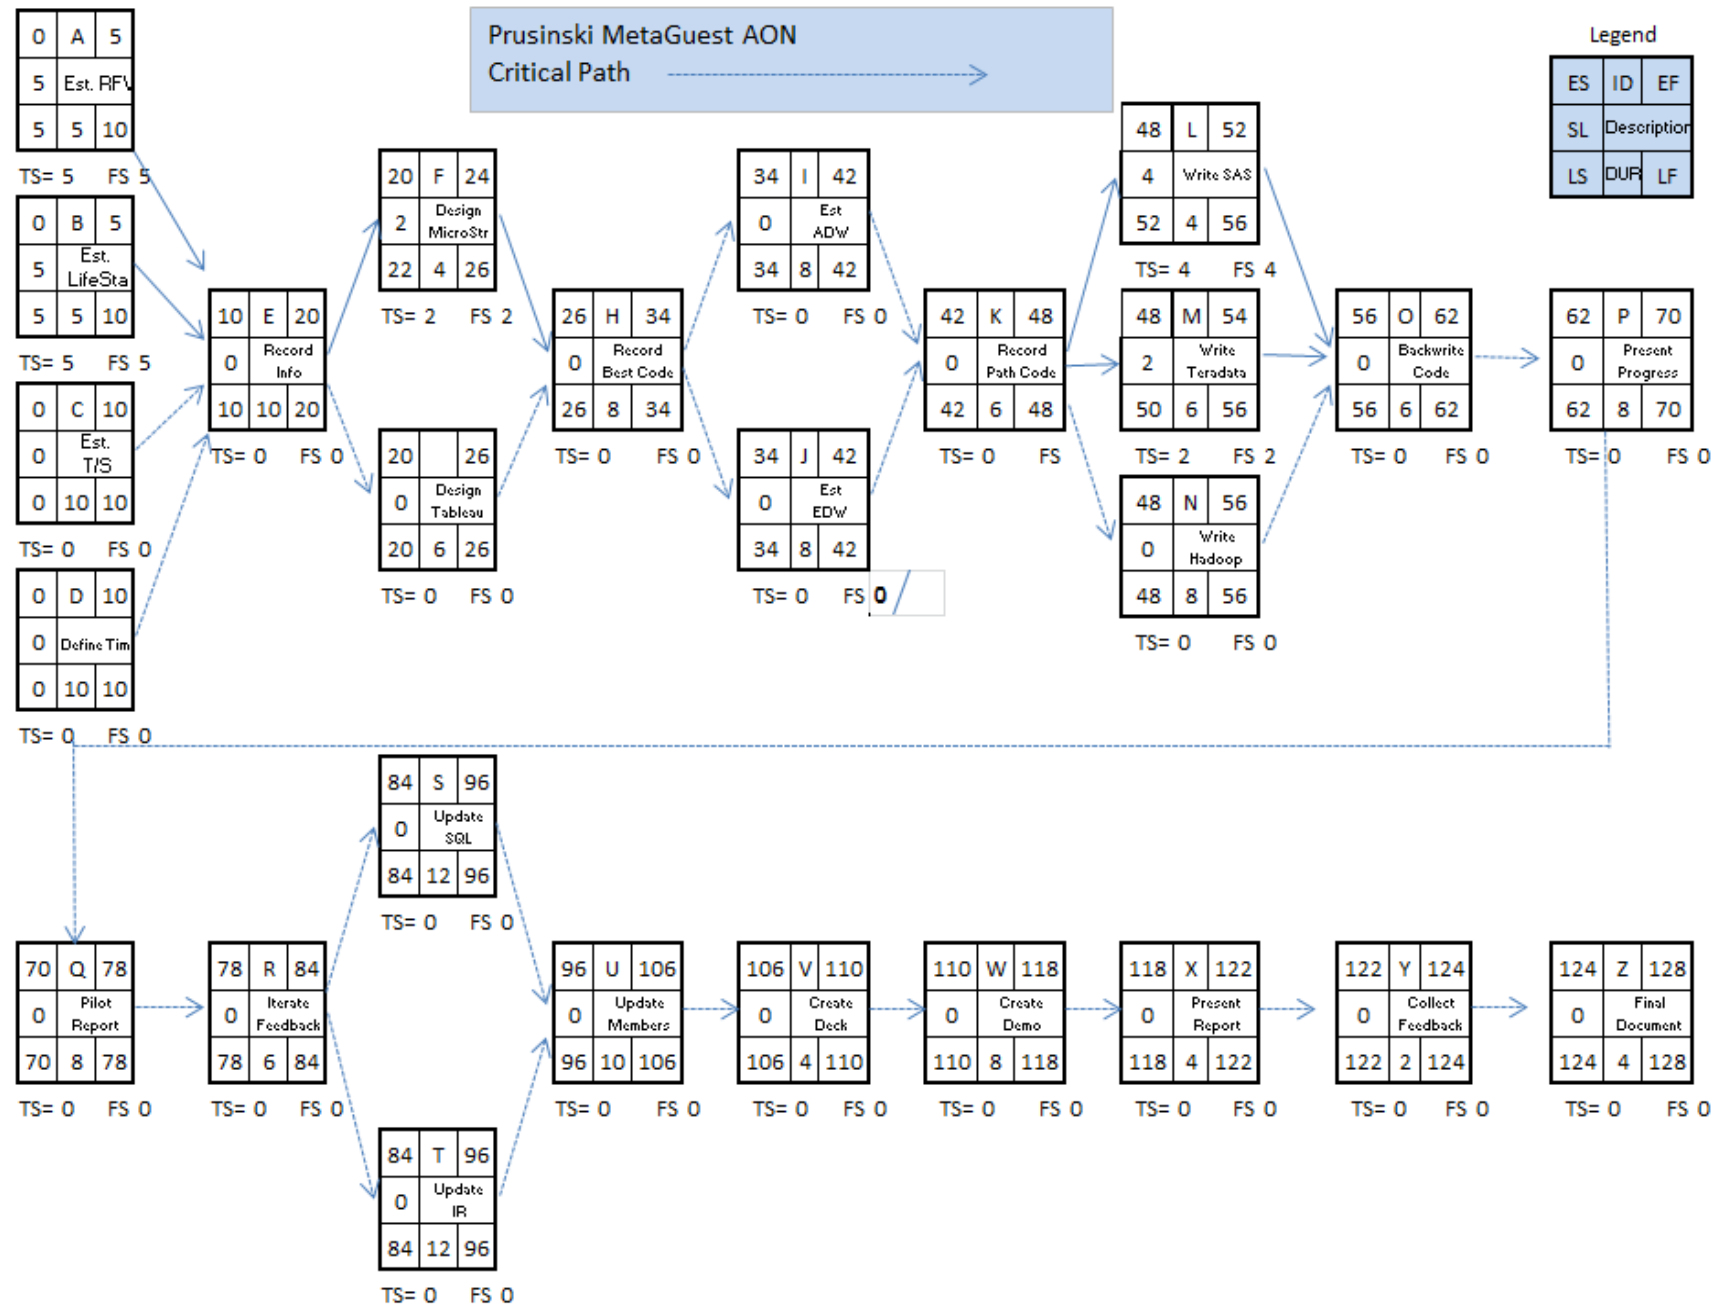 Prusinski MetaGuest AON
Critical Path
Legend
ES ID EF
SL Description
LS DUR LF
0 A 5
5 Est. RFV
5 5 10
TS= 5 FS 5
0 B 5
5 Est. LifeSta
5 5 10
TS= 5 FS 5
0 C 10
0 Est. T/S
0 10 10
TS= 0 FS 0
0 D 10
0 Define Tim
0 10 10
TS= 0 FS 0
10 E 20
0 Record Info
10 10 20
TS= 0 FS 0
20 F 24
2 Design MicroStr
22 4 26
TS= 2 FS 2
20 26
0 Design Tableau
20 6 26
TS= 0 FS 0
26 H 34
0 Record Best Code
26 8 34
TS= 0 FS 0
34 I 42
0 Est ADW
34 8 42
TS= 0 FS 0
34 J 42
0 Est EDW
34 8 42
TS= 0 FS 0
42 K 48
0 Record Path Code
42 6 48
TS= 0 FS
48 L 52
4 Write SAS
52 4 56
TS= 4 FS 4
48 M 54
2 Write Teradata
50 6 56
TS= 2 FS 2
48 N 56
0 Write Hadoop
48 8 56
TS= 0 FS 0
56 O 62
0 Backwrite Code
56 6 62
TS= 0 FS 0
62 P 70
0 Present Progress
62 8 70
TS= 0 FS 0
70 Q 78
0 Pilot Report
70 8 78
TS= 0 FS 0
78 R 84
0 Iterate Feedback
78 6 84
TS= 0 FS 0
84 S 96
0 Update SQL
84 12 96
TS= 0 FS 0
84 T 96
0 Update IR
84 12 96
TS= 0 FS 0
96 U 106
0 Update Members
96 10 106
TS= 0 FS 0
106 V 110
0 Create Deck
106 4 110
TS= 0 FS 0
110 W 118
0 Create Demo
110 8 118
TS= 0 FS 0
118 X 122
0 Present Report
118 4 122
TS= 0 FS 0
122 Y 124
0 Collect Feedback
122 2 124
TS= 0 FS 0
124 Z 128
0 Final Document
124 4 128
TS= 0 FS 0